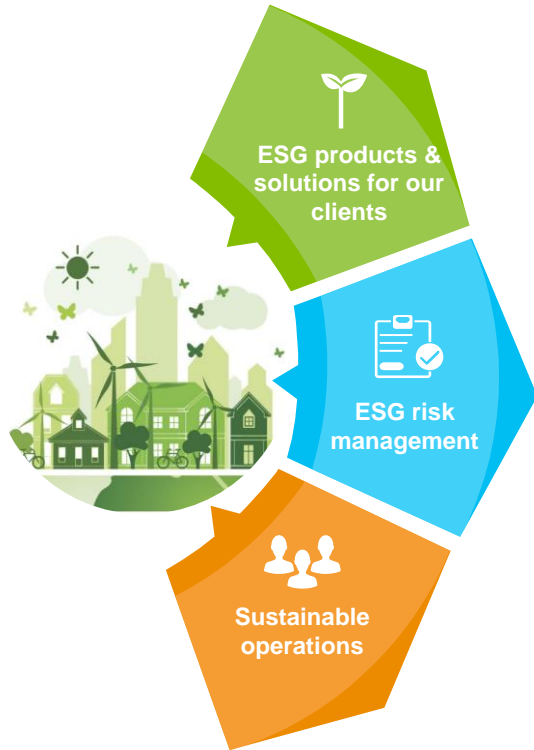 ESG products &
solutions for our
clients
ESG risk
management
Sustainable
operations